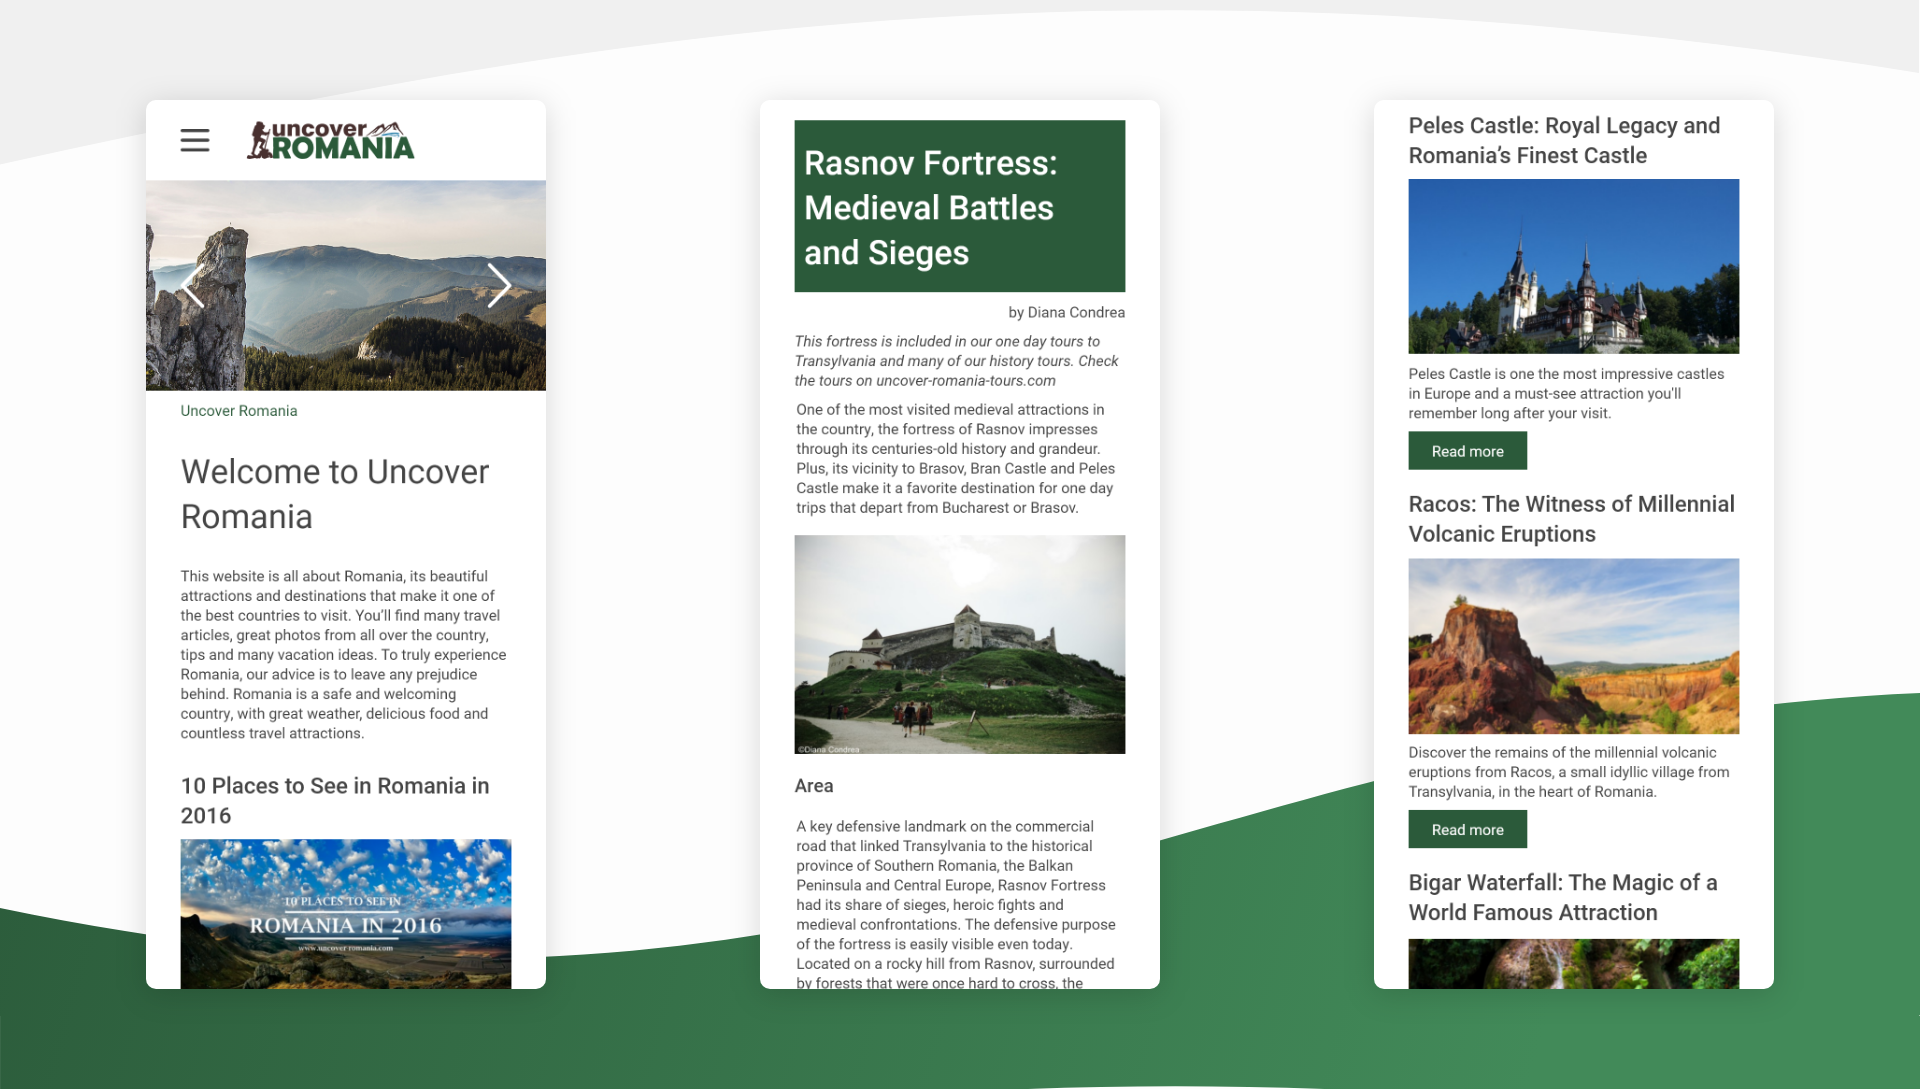 uncover
ROMANIA
Uncover Romania
Welcome to Uncover
Romania
This website is all about Romania, its beautiful
attractions and destinations that make it one of
the best countries to visit. You'll find many travel
articles, great photos from all over the country,
tips and many vacation ideas. To truly experience
Romania, our advice is to leave any prejudice
behind. Romania is a safe and welcoming
country, with great weather, delicious food and
countless travel attractions.
10 Places to See in Romania in
2016
10 PLACES TO SEE IN
ROMANIA IN 2016
www.uncover-romania.com
Rasnov Fortress:
Medieval Battles
and Sieges
by Diana Condrea
This fortress is included in our one day tours to
Transylvania and many of our history tours. Check
the tours on uncover-romania-tours.com
One of the most visited medieval attractions in
the country, the fortress of Rasnov impresses
through its centuries-old history and grandeur.
Plus, its vicinity to Brasov, Bran Castle and Peles
Castle make it a favorite destination for one day
trips that depart from Bucharest or Brasov.
©Diana Condrea
Area
A key defensive landmark on the commercial
road that linked Transylvania to the historical
province of Southern Romania, the Balkan
Peninsula and Central Europe, Rasnov Fortress
had its share of sieges, heroic fights and
medieval confrontations. The defensive purpose
of the fortress is easily visible even today.
Located on a rocky hill from Rasnov, surrounded
by forests that were once hard to cross, the
Peles Castle: Royal Legacy and
Romania's Finest Castle
Peles Castle is one the most impressive castles
in Europe and a must-see attraction you'll
remember long after your visit.
Read more
Racos: The Witness of Millennial
Volcanic Eruptions
Discover the remains of the millennial volcanic
eruptions from Racos, a small idyllic village from
Transylvania, in the heart of Romania.
Read more
Bigar Waterfall: The Magic of a
World Famous Attraction